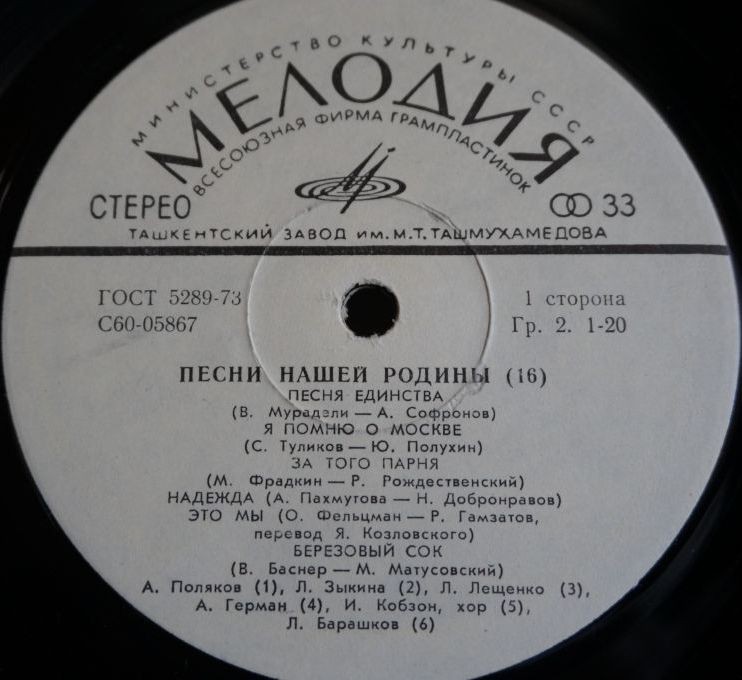 МИНИСТЕРСТВО КУЛЬТУРЫ СССР
МЕЛОДИЯ
ВСЕСОЮЗНАЯ ФИРМА ГРАМПЛАСТИНОК
СТЕРЕО 33
ТАШКЕНТСКИЙ ЗАВОД ИМ. М.Т. ТАШМУХАМЕДОВА
ГОСТ 5289-73 1 сторона
С60-05867 Гр. 2. 1-20
ПЕСНИ НАШЕЙ РОДИНЫ (16)
ПЕСНЯ ЕДИНСТВА
(В. Мурадели — А. Софронов)
Я ПОМНЮ О МОСКВЕ
(С. Туликов — Ю. Полухин)
ЗА ТОГО ПАРНЯ
(М. Фрадкин — Р. Рождественский)
НАДЕЖДА (А. Пахмутова — Н. Добронравов)
ЭТО МЫ (О. Фельцман — Р. Гамзатов,
перевод Я. Козловского)
БЕРЕЗОВЫЙ СОК
(В. Баснер — М. Матусовский)
А. Поляков (1), Л. Зыкина (2), Л. Лещенко (3),
А. Герман (4), И. Кобзон, хор (5),
Л. Барашков (6)